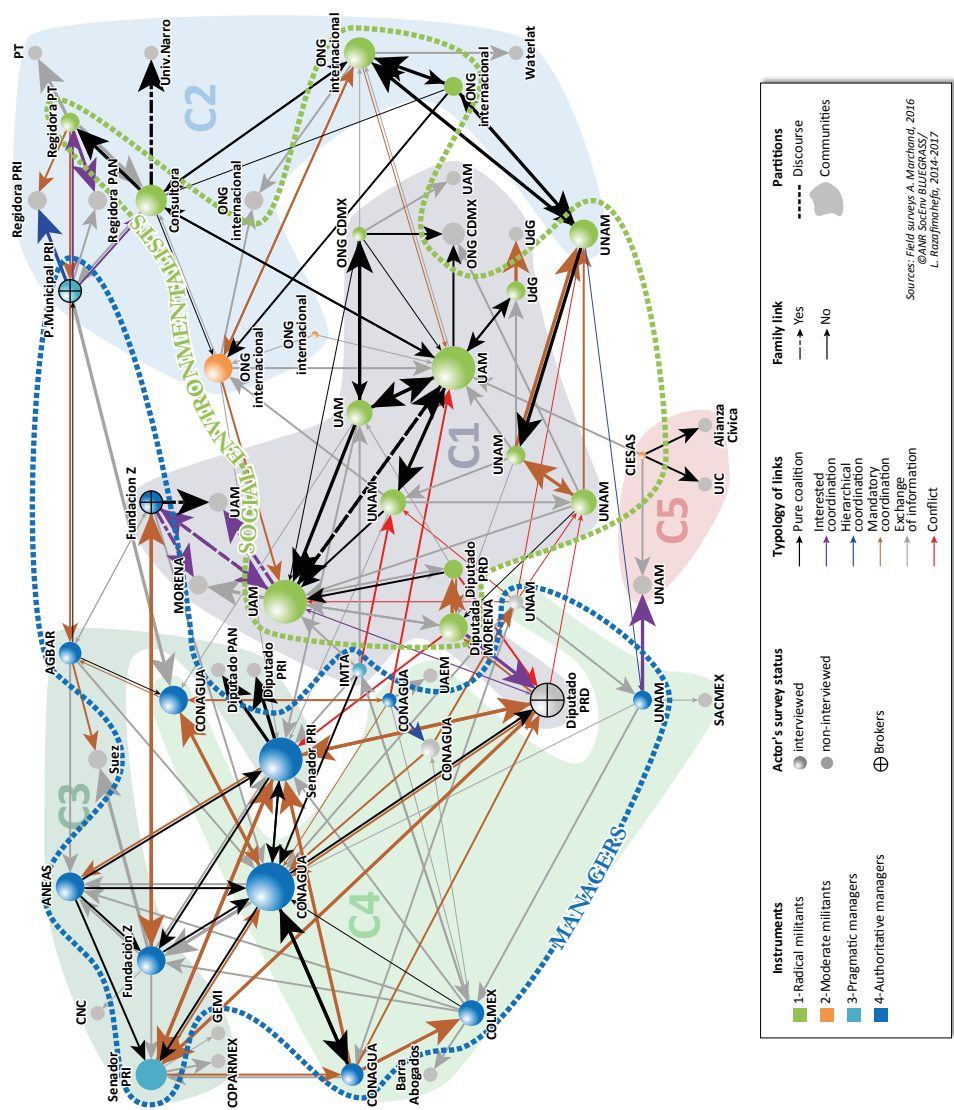 PT
Univ.Narro
Regidora PT
Regidora PRI
Regidora PAN
Consultora
P.Municipal PRI
C2
ONG
internacional
Waterlat
ONG
internacional
ONG
internacional
ONG
internacional
ONG
internacional
ONG CDMX
UAM
ONG CDMX
UdG
UdG
UNAM
UAM
UAM
C1
UNAM
UNAM
UNAM
SOCIAL ENVIRONMENTALISTS
Fundacion Z
UAM
MORENA
UAM
Diputado
PRD
Diputada
MORENA
UNAM
CIESAS
Alianza
Civica
UIC
C5
UNAM
UNAM
SACMEX
AGBAR
CONAGUA
Diputado PAN
Diputado
PRI
IMTA
CONAGUA
UAEM
CONAGUA
Diputado
PRD
Suez
C3
Senador PRI
ANEAS
CONAGUA
C4
MANAGERS
Fundacion Z
CNC
GEMI
Senador
PRI
COPARMEX
CONAGUA
Barra
Abogados
COLMEX
Instruments
1-Radical militants
2-Moderate militants
3-Pragmatic managers
4-Authoritative managers
Actor's survey status
interviewed
non-interviewed
Brokers
Typology of links
Pure coalition
Interested
coordination
Hierarchical
coordination
Mandatory
coordination
Exchange
of information
Conflict
Family link
Yes
No
Partitions
Discourse
Communities
Sources: Field surveys A. Marchand, 2016
©ANR SocEnv BLUEGRASS/
L. Razafimahefa, 2014-2017